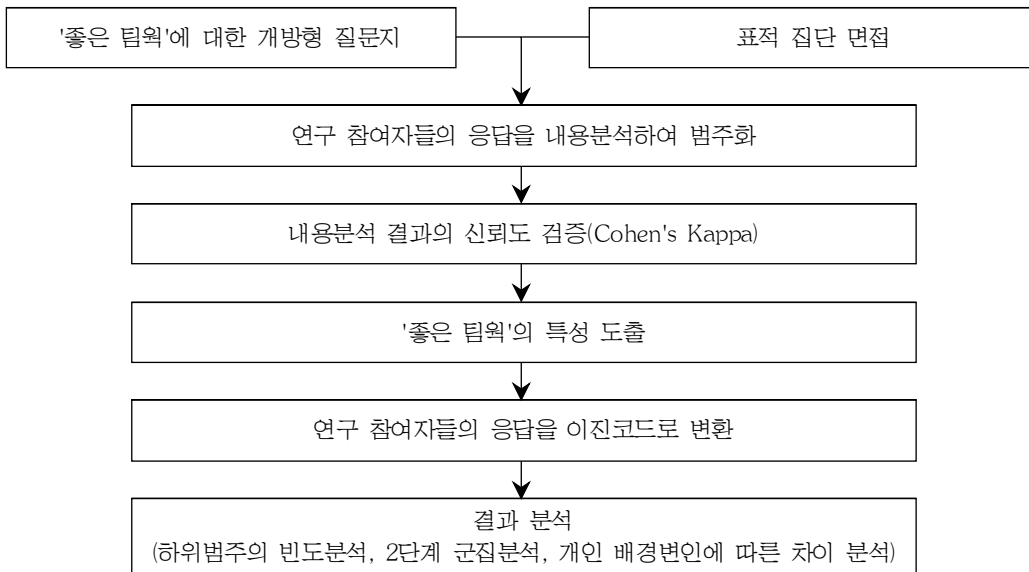 '좋은 팀웍'에 대한 개방형 질문지
표적 집단 면접
연구 참여자들의 응답을 내용분석하여 범주화
내용분석 결과의 신뢰도 검증(Cohen's Kappa)
'좋은 팀웍'의 특성 도출
연구 참여자들의 응답을 이진코드로 변환
결과 분석
(하위범주의 빈도분석, 2단계 군집분석, 개인 배경변인에 따른 차이 분석)